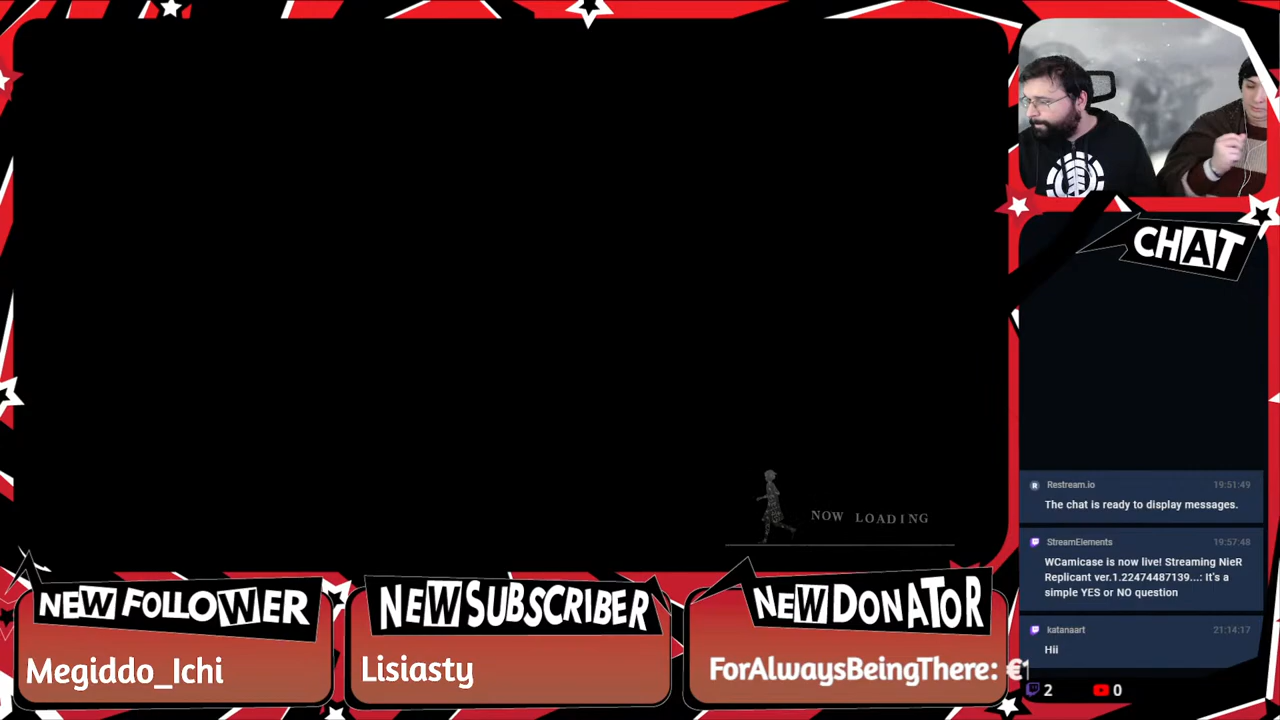 CHAT
Restream.io 19:51:49
The chat is ready to display messages.
StreamElements 19:57:48
WCamicase is now live! Streaming NieR
Replicant ver.1.22474487139...: It's a
simple YES or NO question
katanaart 21:14:17
Hii
2 0
NOW LOADING
NEW FOLLOWER
Megiddo_Ichi
NEW SUBSCRIBER
Lisiasty
NEW DONATOR
ForAlwaysBeingThere: €1